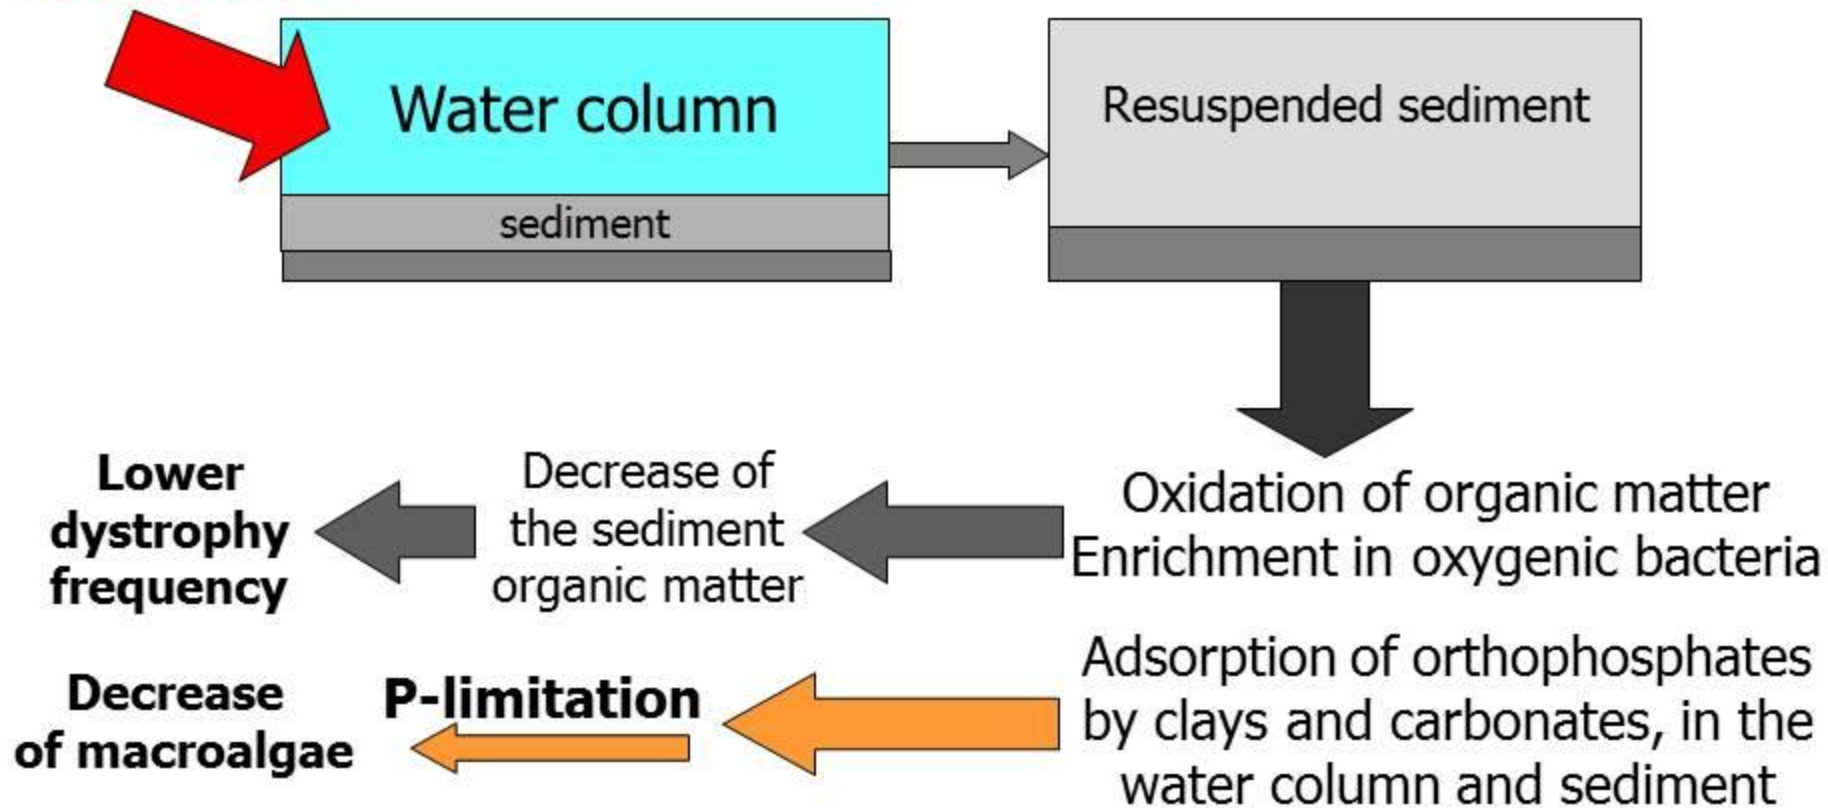 Water column
sediment
Resuspended sediment
Oxidation of organic matter
Enrichment in oxygenic bacteria
Decrease of
the sediment
organic matter
Lower
dystrophy
frequency
Adsorption of orthophosphates
by clays and carbonates, in the
water column and sediment
P-limitation
Decrease
of macroalgae